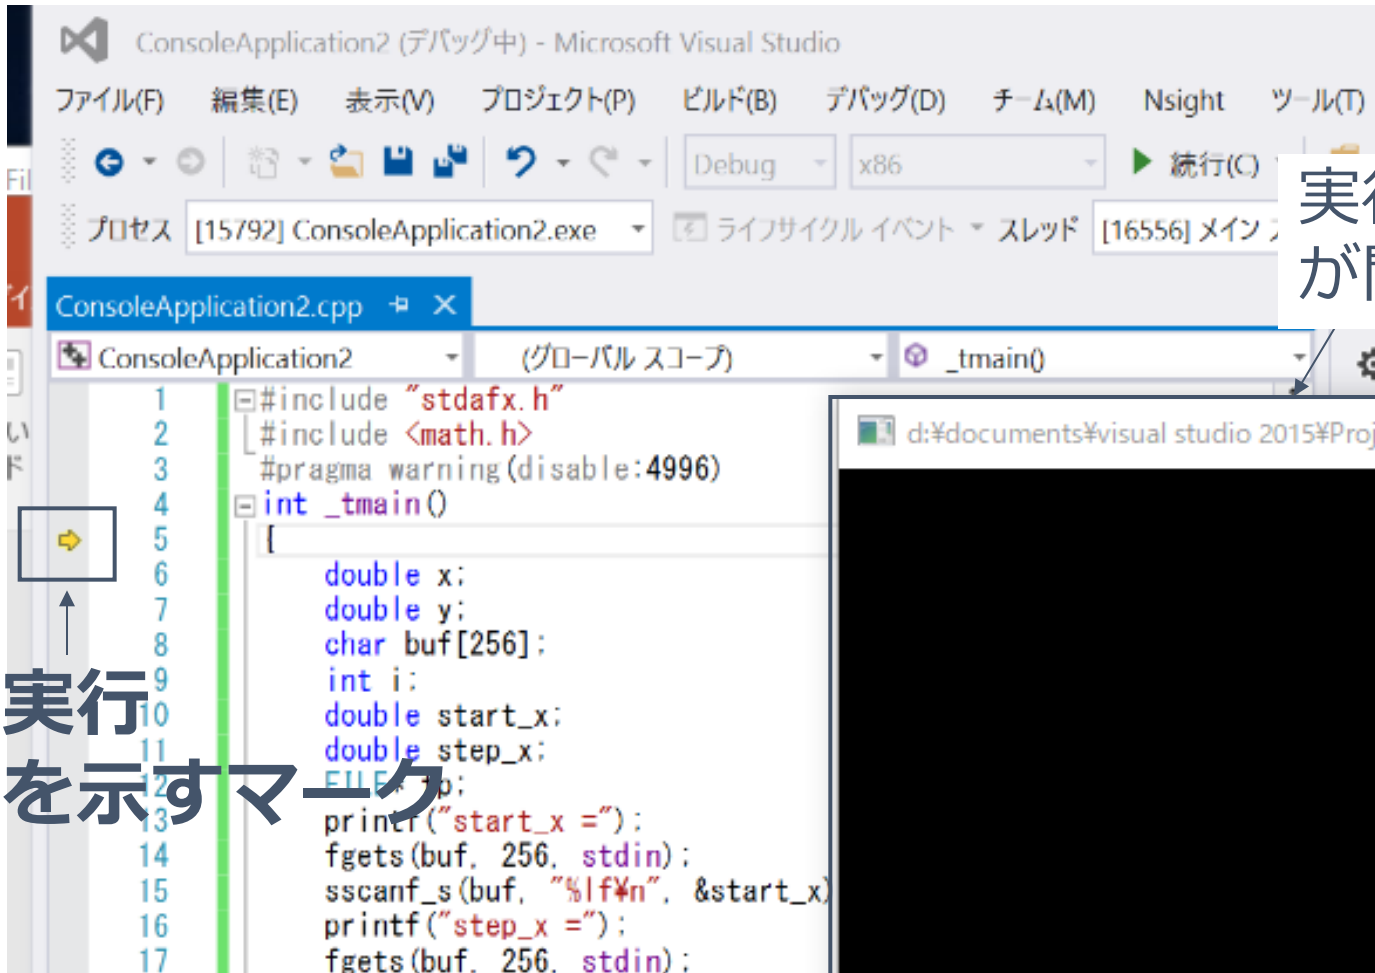 ConsoleApplication2 (デバッグ中) - Microsoft Visual Studio
ファイル(F) 編集(E) 表示(V) プロジェクト(P) ビルド(B) デバッグ(D) チーム(M) Nsight ツール(T)
Debug x86 続行(C)
プロセス [15792] ConsoleApplication2.exe ライフサイクル イベント スレッド [16556] メイン
実行
が
ConsoleApplication2.cpp
ConsoleApplication2 (グローバル スコープ) _tmain()
d:¥documents¥visual studio 2015¥Proj
1 #include "stdafx.h"
2 #include <math.h>
3 #pragma warning(disable:4996)
4 int _tmain()
5 {
6 double x;
7 double y;
8 char buf[256];
9 int i;
10 double start_x;
11 double step_x;
12 FILE* fp;
13 printf("start_x =");
14 fgets(buf, 256, stdin);
15 sscanf_s(buf, "%lf¥n", &start_x)
16 printf("step_x =");
17 fgets(buf, 256, stdin);
実行
を示すマーク